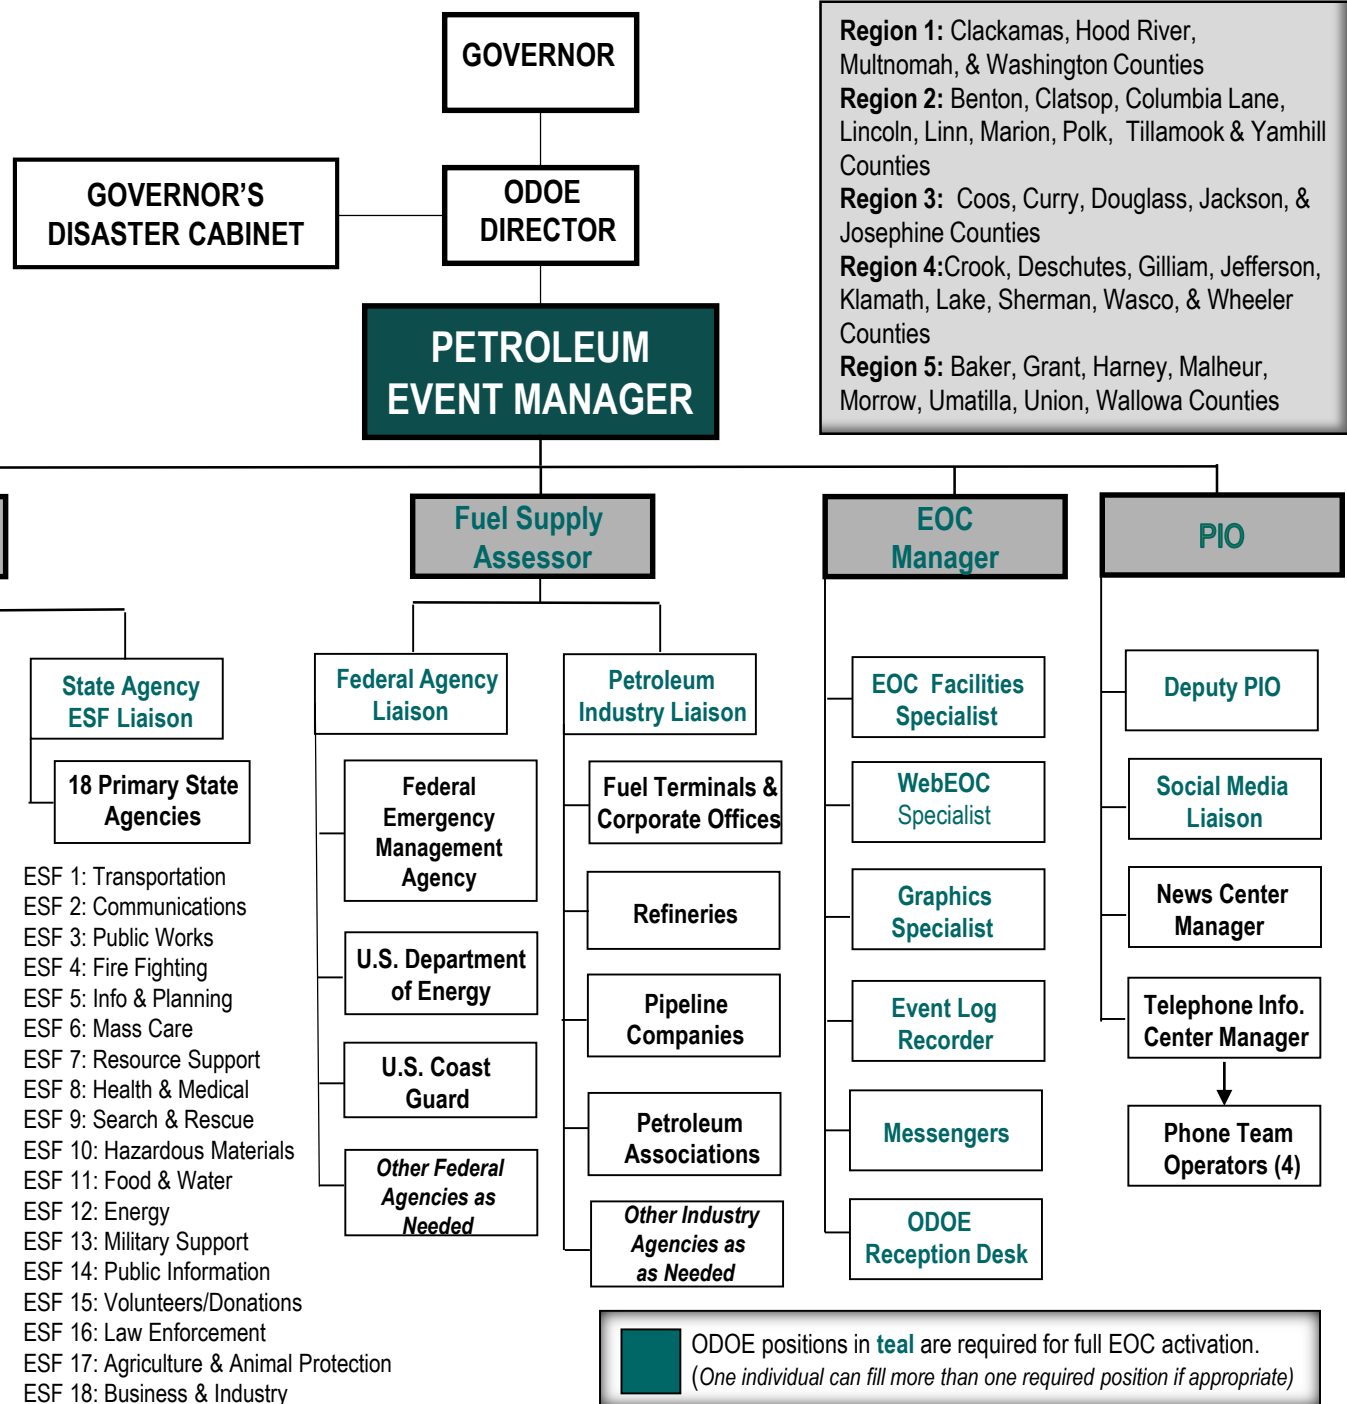 GOVERNOR
GOVERNOR'S
DISASTER CABINET
ODOE
DIRECTOR
PETROLEUM
EVENT MANAGER
Region 1: Clackamas, Hood River,
Multnomah, & Washington Counties
Region 2: Benton, Clatsop, Columbia Lane,
Lincoln, Linn, Marion, Polk, Tillamook & Yamhill
Counties
Region 3: Coos, Curry, Douglass, Jackson, &
Josephine Counties
Region 4:Crook, Deschutes, Gilliam, Jefferson,
Klamath, Lake, Sherman, Wasco, & Wheeler
Counties
Region 5: Baker, Grant, Harney, Malheur,
Morrow, Umatilla, Union, Wallowa Counties
Fuel Supply
Assessor
EOC
Manager
PIO
State Agency
ESF Liaison
18 Primary State
Agencies
ESF 1: Transportation
ESF 2: Communications
ESF 3: Public Works
ESF 4: Fire Fighting
ESF 5: Info & Planning
ESF 6: Mass Care
ESF 7: Resource Support
ESF 8: Health & Medical
ESF 9: Search & Rescue
ESF 10: Hazardous Materials
ESF 11: Food & Water
ESF 12: Energy
ESF 13: Military Support
ESF 14: Public Information
ESF 15: Volunteers/Donations
ESF 16: Law Enforcement
ESF 17: Agriculture & Animal Protection
ESF 18: Business & Industry
Federal Agency
Liaison
Federal
Emergency
Management
Agency
U.S. Department
of Energy
U.S. Coast
Guard
Other Federal
Agencies as
Needed
Petroleum
Industry Liaison
Fuel Terminals &
Corporate Offices
Refineries
Pipeline
Companies
Petroleum
Associations
Other Industry
Agencies as
as Needed
EOC Facilities
Specialist
WebEOC
Specialist
Graphics
Specialist
Event Log
Recorder
Messengers
ODOE
Reception Desk
Deputy PIO
Social Media
Liaison
News Center
Manager
Telephone Info.
Center Manager
Phone Team
Operators (4)
ODOE positions in teal are required for full EOC activation.
(One individual can fill more than one required position if appropriate)